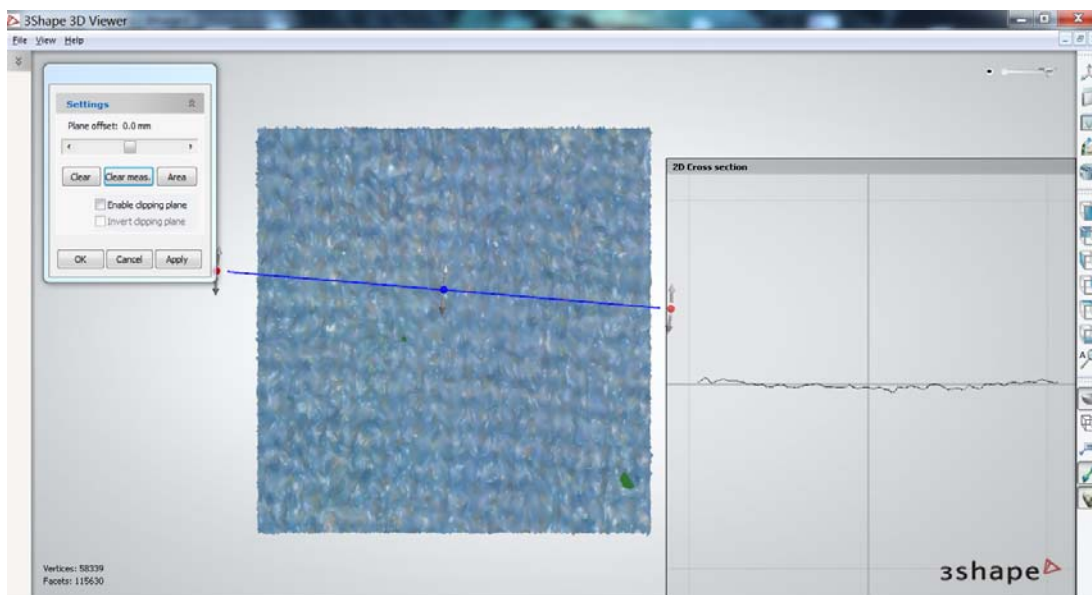 3Shape 3D Viewer
File View Help
Settings
Plane offset: 0.0 mm
Clear Clear meas. Area
Enable clipping plane
Invert clipping plane
OK Cancel Apply
2D Cross section
Vertices: 58339
Facets: 115630
3shape